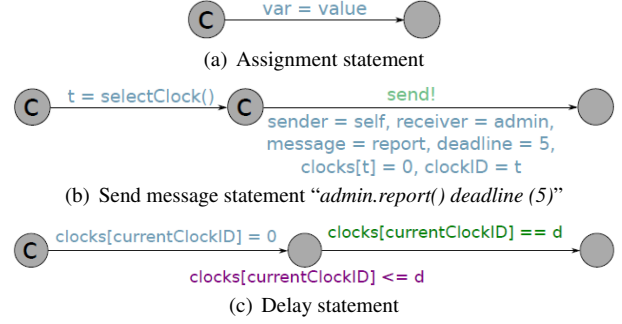 C var = value
(a) Assignment statement
C t = selectClock() C send!
sender = self, receiver = admin,
message = report, deadline = 5,
clocks[t] = 0, clockID = t
(b) Send message statement “admin.report() deadline (5)”
C clocks[currentClockID] = 0 clocks[currentClockID] == d
clocks[currentClockID] <= d
(c) Delay statement